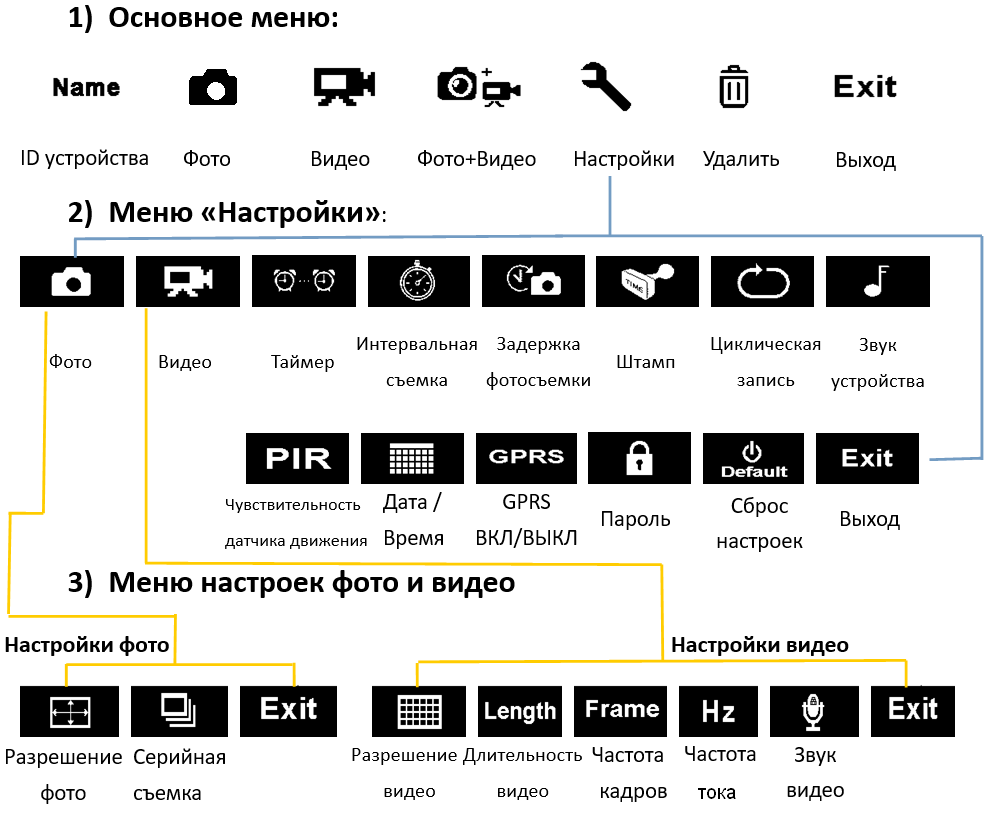 1) Основное меню:
Name Exit
ID устройства Фото Видео Фото+Видео Настройки Удалить Выход
2) Меню «Настройки»:
TIME
Фото Видео Таймер Интервальная съемка Задержка фотосъемки Штамп Циклическая запись Звук устройства
PIR GPRS Default Exit
Чувствительность датчика движения Дата / Время GPRS ВКЛ/ВЫКЛ Пароль Сброс настроек Выход
3) Меню настроек фото и видео
Настройки фото Настройки видео
Exit Length Frame Hz Exit
Разрешение фото Серийная съемка Разрешение видео Длительность видео Частота кадров Частота тока Звук видео